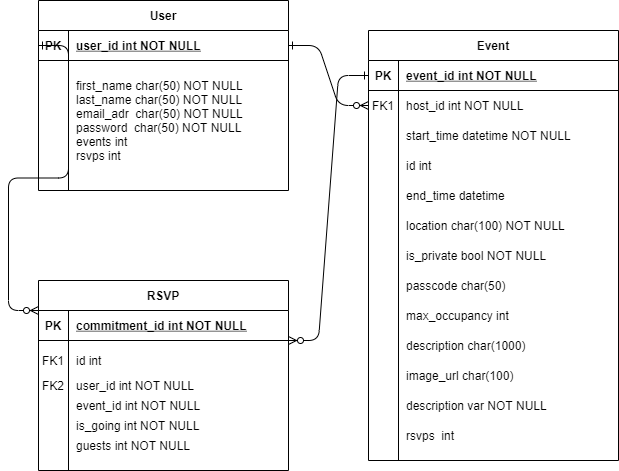 User
PK user_id int NOT NULL
first_name char(50) NOT NULL
last_name char(50) NOT NULL
email_adr  char(50) NOT NULL
password  char(50) NOT NULL
events int
rsvps int
RSVP
PK commitment_id int NOT NULL
FK1 id int
FK2 user_id int NOT NULL
event_id int NOT NULL
is_going int NOT NULL
guests int NOT NULL
Event
PK event_id int NOT NULL
FK1 host_id int NOT NULL
start_time datetime NOT NULL
id int
end_time datetime
location char(100) NOT NULL
is_private bool NOT NULL
passcode char(50)
max_occupancy int
description char(1000)
image_url char(100)
description var NOT NULL
rsvps  int